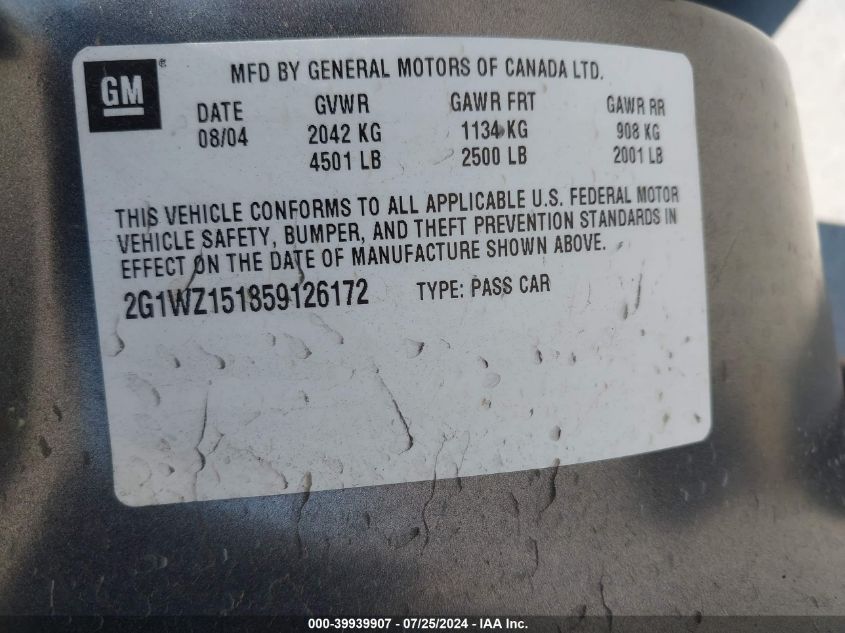 GM®
MFD BY GENERAL MOTORS OF CANADA LTD.
DATE GVWR GAWR FRT GAWR RR
08/04 2042 KG 1134 KG 908 KG
4501 LB 2500 LB 2001 LB
THIS VEHICLE CONFORMS TO ALL APPLICABLE U.S. FEDERAL MOTOR
VEHICLE SAFETY, BUMPER, AND THEFT PREVENTION STANDARDS IN
EFFECT ON THE DATE OF MANUFACTURE SHOWN ABOVE.
2G1WZ151859126172 TYPE: PASS CAR
000-39939907 - 07/25/2024 - IAA Inc.